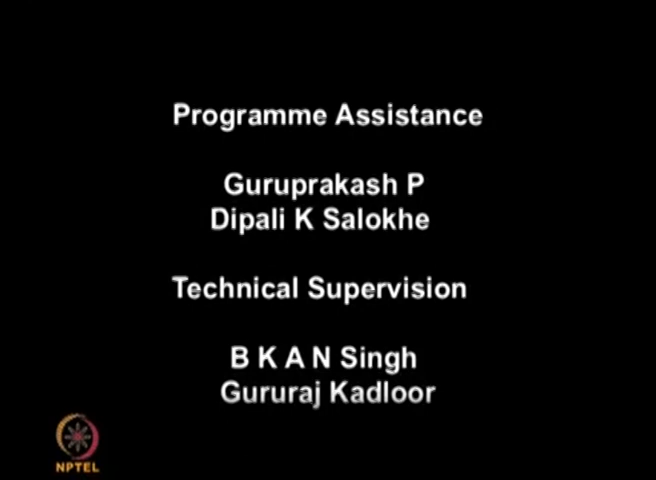 Programme Assistance
Guruprakash P
Dipali K Salokhe
Technical Supervision
B K A N Singh
Gururaj Kadloor
NPTEL